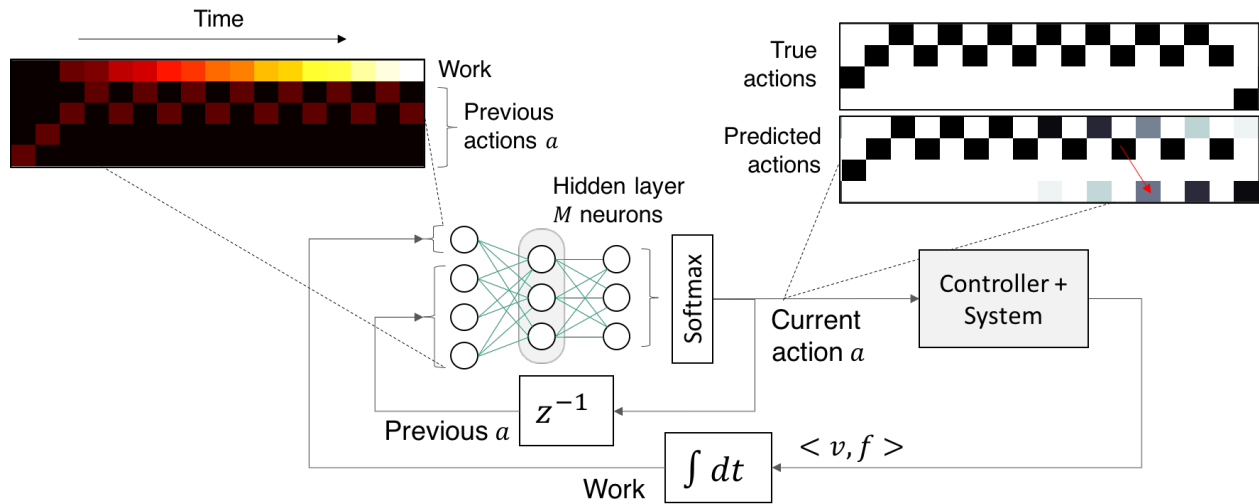 Time
Work
Previous
actions a
True
actions
Predicted
actions
Hidden layer
M neurons
Softmax
Controller +
System
Current
action a
z⁻¹
Previous a
∫ dt
< v, f >
Work